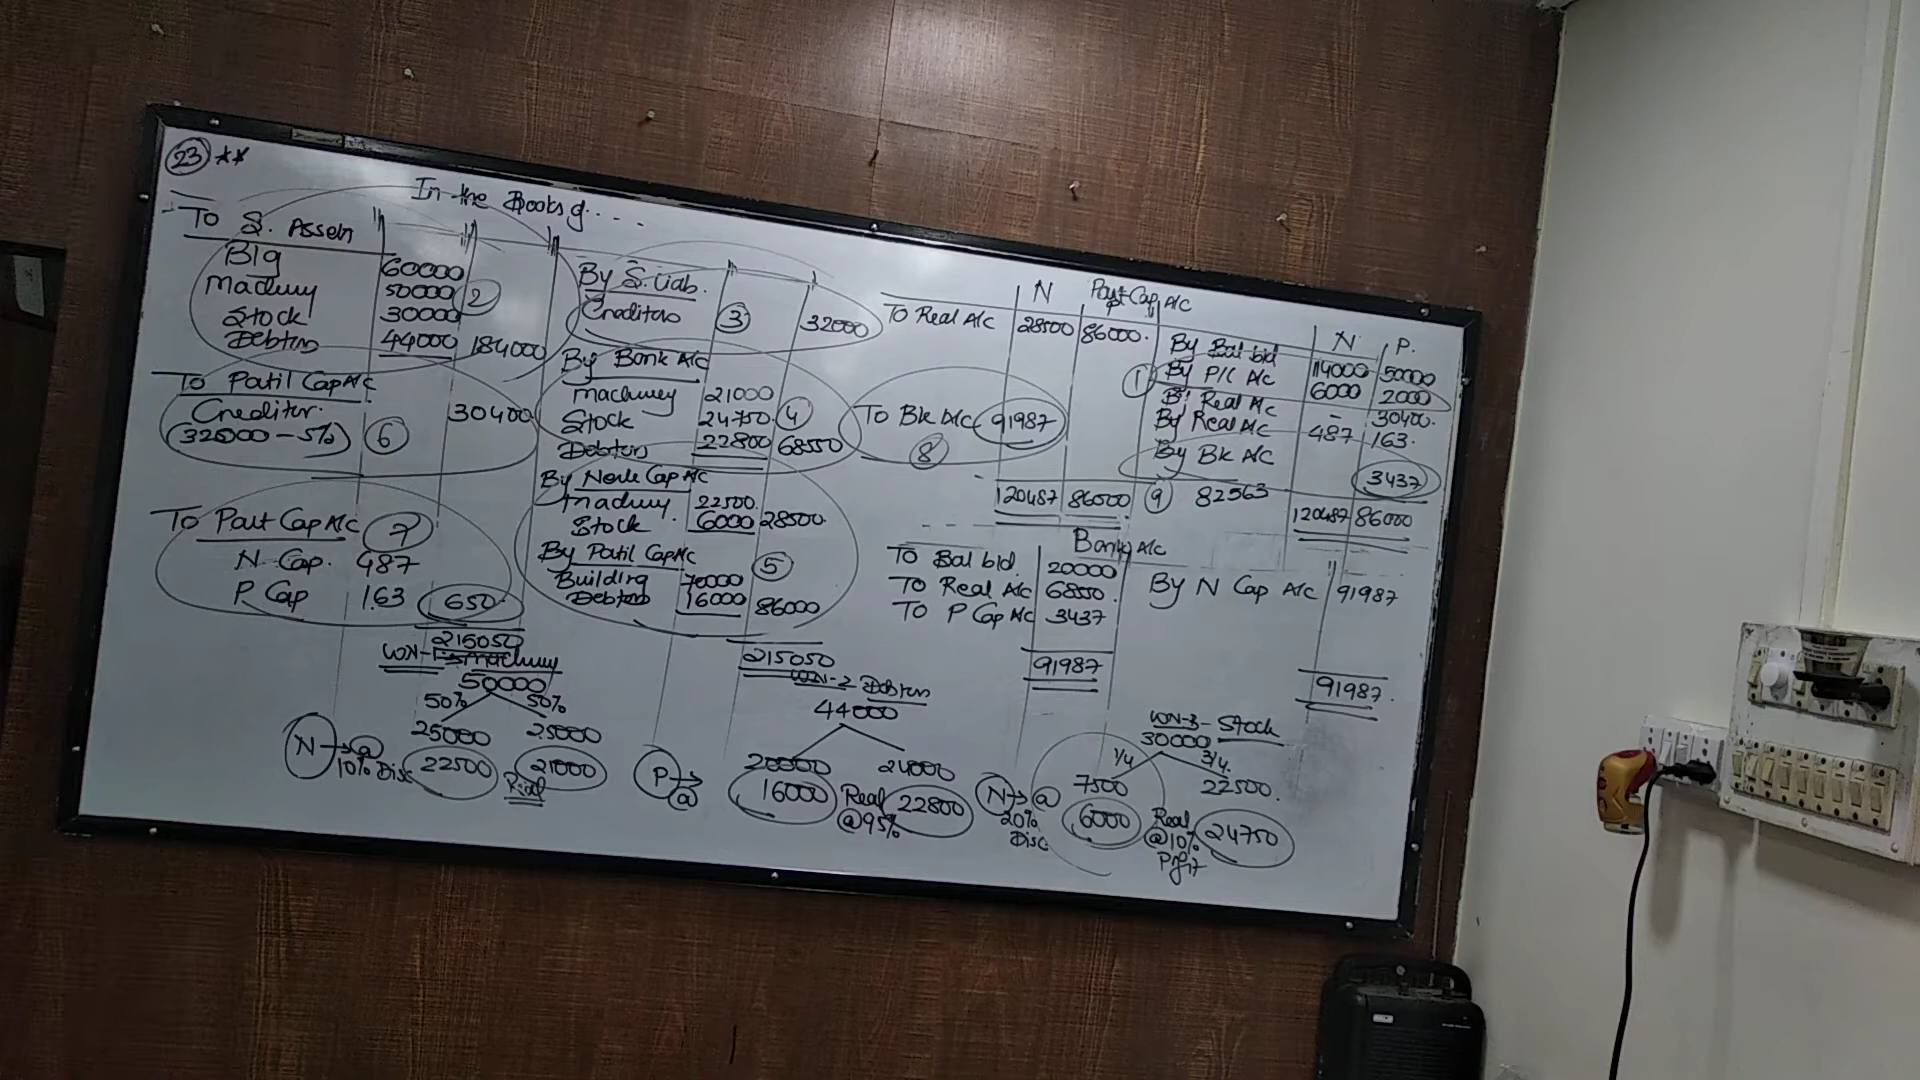 23 **
In the Books of ....
To S. Assets
Blg 60000
Machinery 50000 2
Stock 30000
Debtors 44000 184000
To Patil Cap A/c
Creditor. 30400
(32000 - 5%) 6
To Part Cap A/c 7
N Cap. 487
P Cap 163 650
215050
By S. Liab.
Creditors 3 32000
By Bank A/c
Machinery 21000
Stock 24750 4
Debtors 22800 68550
By Cap A/c
Machinery 22500
Stock 6000 28500
By Patil Cap A/c 5
Building 70000
Debtors 16000 86000
215050
Part Cap A/c
N P
To Real A/c 28500 86000
To Bk A/c 91987
8
120487 86000
N P.
By Bal b/d 114000 50000
1 By P/L A/c 6000 2000
By Real A/c - 30400
By Real A/c 487 163
By Bk A/c 3437
9 82563
120487 86000
Bank A/c
To Bal b/d 20000
To Real A/c 68550
To P Cap A/c 3437
91987
By N Cap A/c 91987
91987
WN-1 → Machinery
50000
50% 50%
25000 25000
N → @ 10% Disc 22500 21000
Real
WN-2 Debtors
44000
20000 24000
P → @ 16000 Real @ 95% 22800
WN-3 - Stock
30000
1/4 3/4
7500 22500
N → @ 20% Disc 6000 Real @ 10% Profit 24750